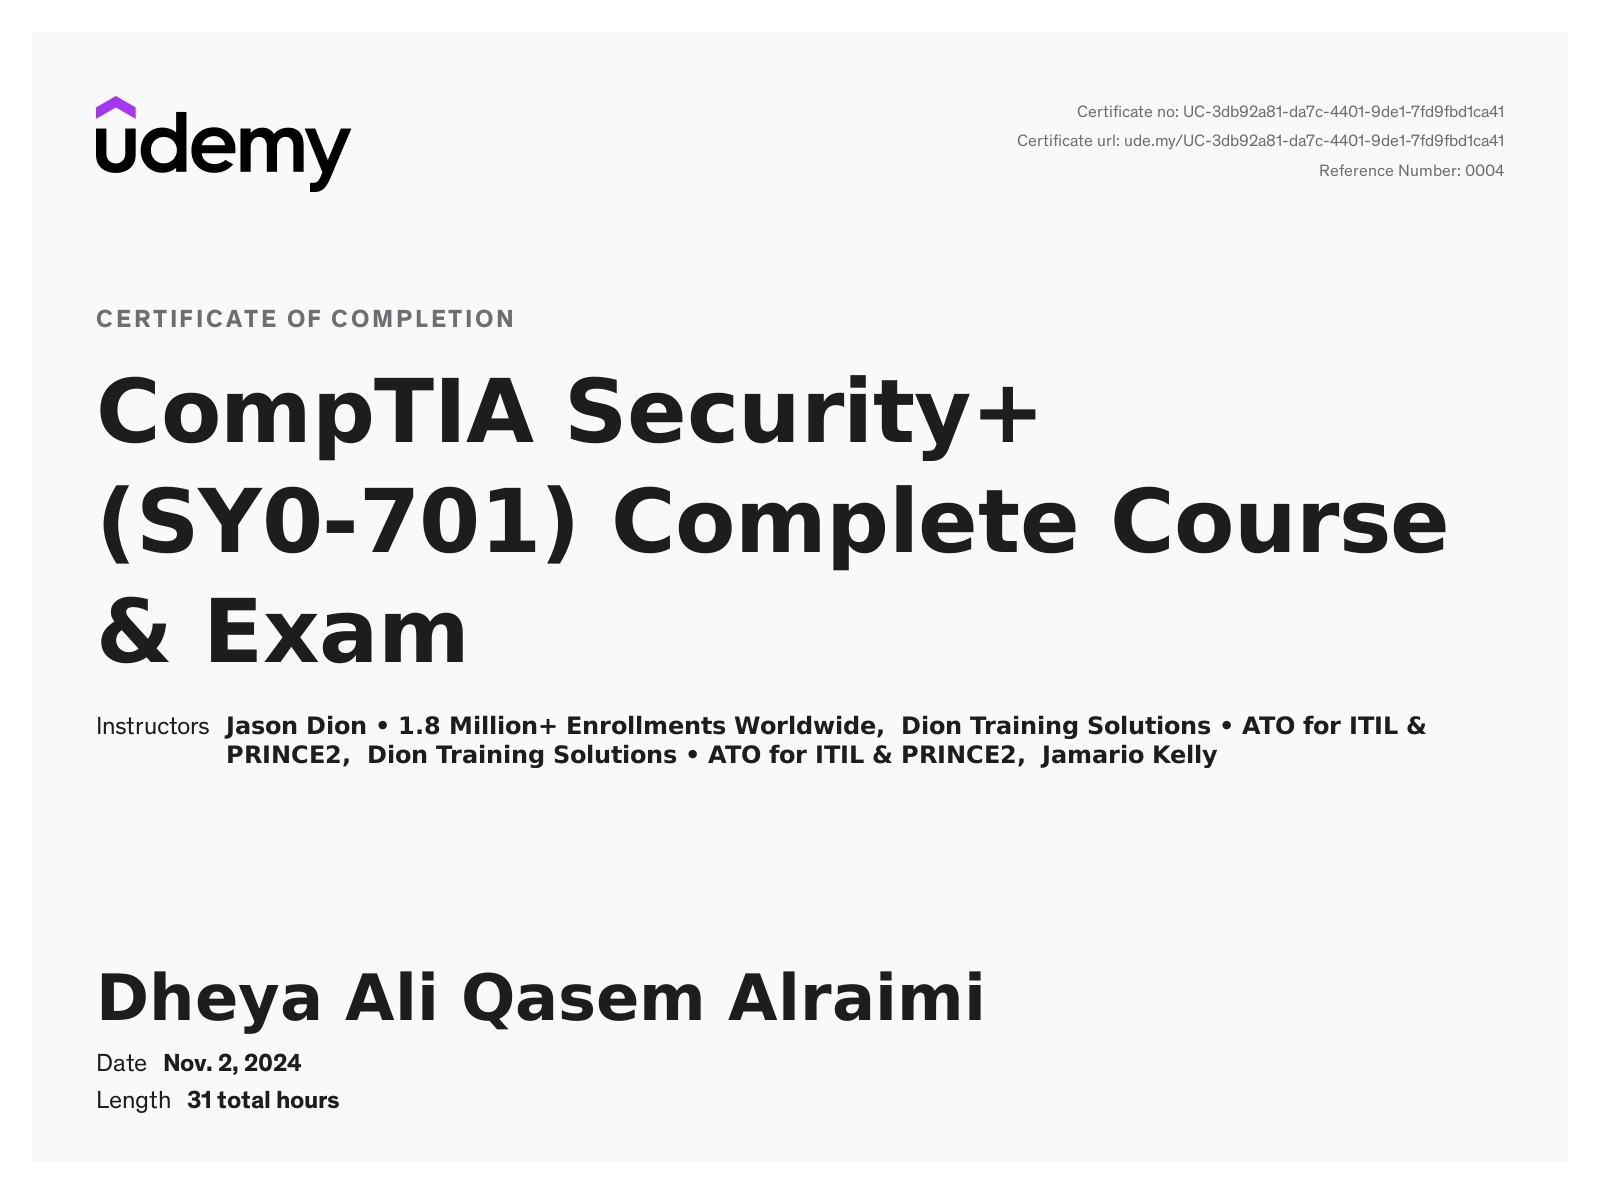 udemy
Certificate no: UC-3db92a81-da7c-4401-9de1-7fd9fbd1ca41
Certificate url: ude.my/UC-3db92a81-da7c-4401-9de1-7fd9fbd1ca41
Reference Number: 0004
CERTIFICATE OF COMPLETION
CompTIA Security+
(SY0-701) Complete Course
& Exam
Instructors Jason Dion • 1.8 Million+ Enrollments Worldwide, Dion Training Solutions • ATO for ITIL &
PRINCE2, Dion Training Solutions • ATO for ITIL & PRINCE2, Jamario Kelly
Dheya Ali Qasem Alraimi
Date Nov. 2, 2024
Length 31 total hours